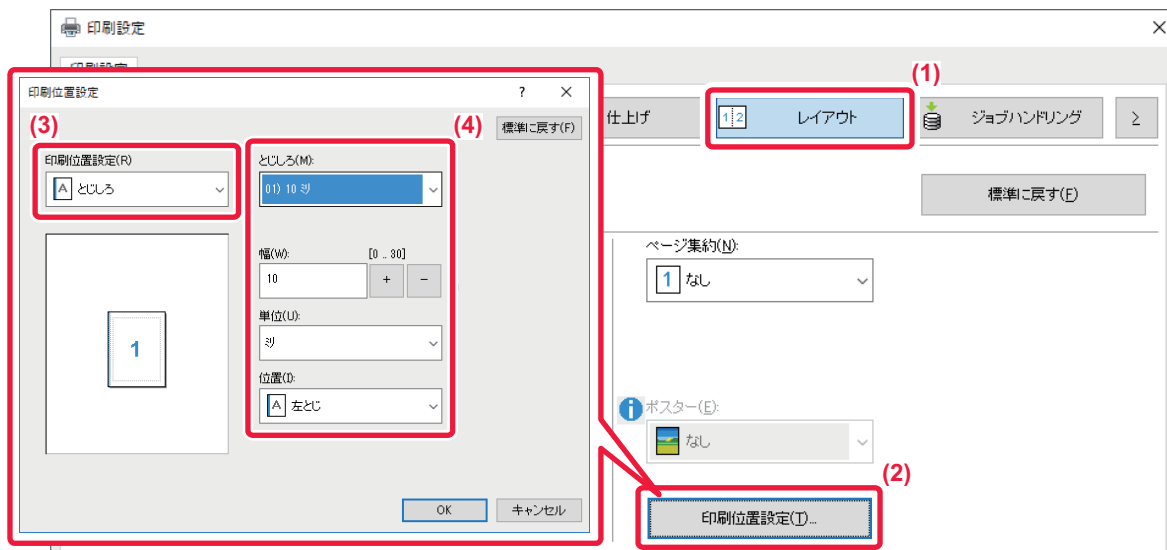 印刷設定
印刷設定
(1)
仕上げ
1 2 レイアウト
ジョブハンドリング
≥
標準に戻す(F)
ページ集約(N):
1 なし
ポスター(E):
なし
(2)
印刷位置設定(T)...
印刷位置設定
? ×
(3)
(4)
標準に戻す(F)
印刷位置設定(R)
A とじしろ
とじしろ(M):
01) 10 ミリ
幅(W): [0 .. 30]
10 + -
単位(U):
ミリ
位置(I):
A 左とじ
1
OK キャンセル